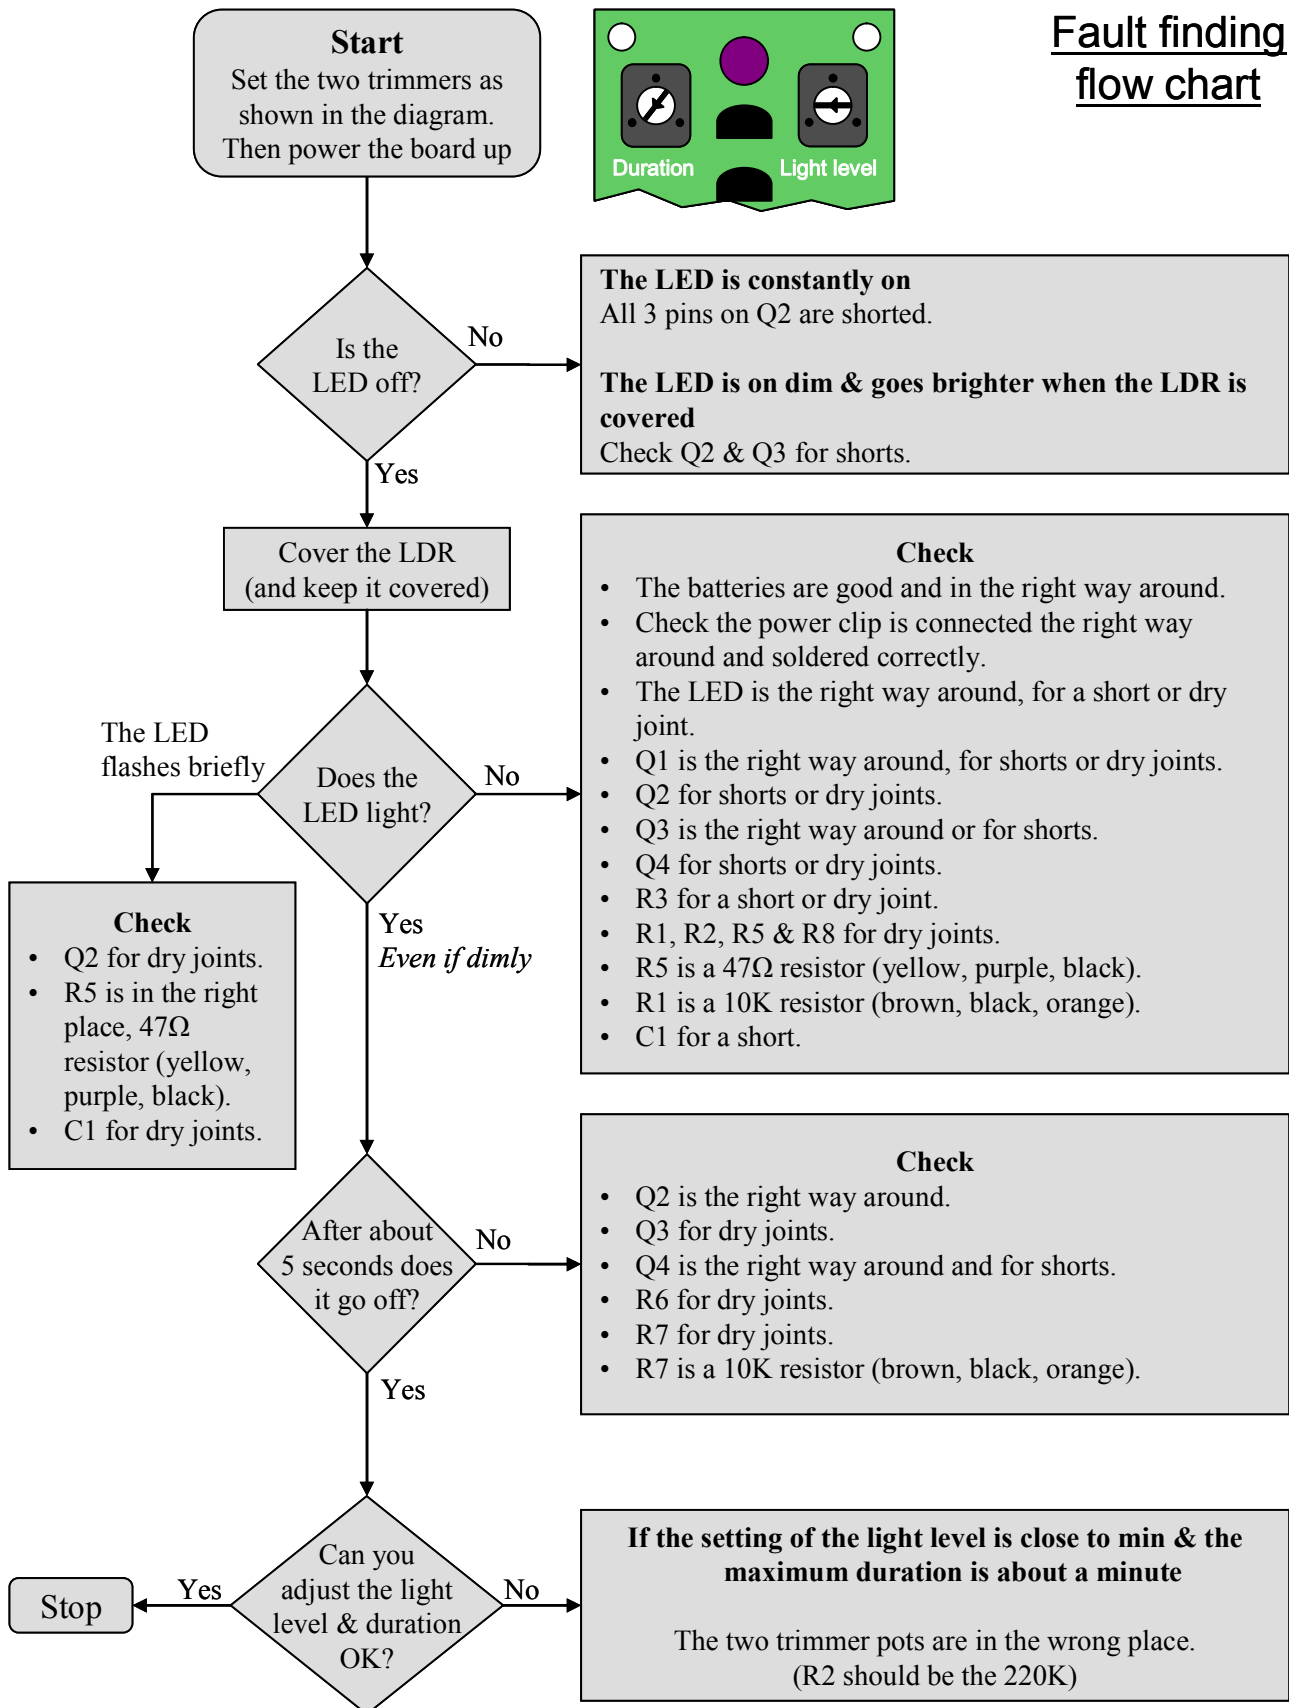 Fault finding
flow chart
Start
Set the two trimmers as
shown in the diagram.
Then power the board up
Duration
Light level
Is the
LED off?
No
The LED is constantly on
All 3 pins on Q2 are shorted.
The LED is on dim & goes brighter when the LDR is
covered
Check Q2 & Q3 for shorts.
Yes
Cover the LDR
(and keep it covered)
Does the
LED light?
The LED
flashes briefly
Check
• Q2 for dry joints.
• R5 is in the right
place, 47Ω
resistor (yellow,
purple, black).
• C1 for dry joints.
No
Check
• The batteries are good and in the right way around.
• Check the power clip is connected the right way
around and soldered correctly.
• The LED is the right way around, for a short or dry
joint.
• Q1 is the right way around, for shorts or dry joints.
• Q2 for shorts or dry joints.
• Q3 is the right way around or for shorts.
• Q4 for shorts or dry joints.
• R3 for a short or dry joint.
• R1, R2, R5 & R8 for dry joints.
• R5 is a 47Ω resistor (yellow, purple, black).
• R1 is a 10K resistor (brown, black, orange).
• C1 for a short.
Yes
Even if dimly
After about
5 seconds does
it go off?
No
Check
• Q2 is the right way around.
• Q3 for dry joints.
• Q4 is the right way around and for shorts.
• R6 for dry joints.
• R7 for dry joints.
• R7 is a 10K resistor (brown, black, orange).
Yes
Can you
adjust the light
level & duration
OK?
Yes
Stop
No
If the setting of the light level is close to min & the
maximum duration is about a minute
The two trimmer pots are in the wrong place.
(R2 should be the 220K)